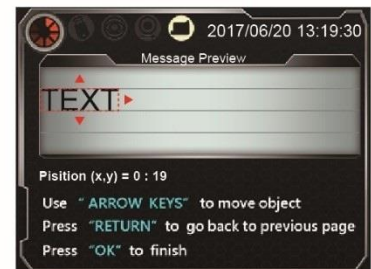 2017/06/20 13:19:30
Message Preview
TEXT
Pisition (x,y) = 0 : 19
Use “ARROW KEYS” to move object
Press “RETURN” to go back to previous page
Press “OK” to finish